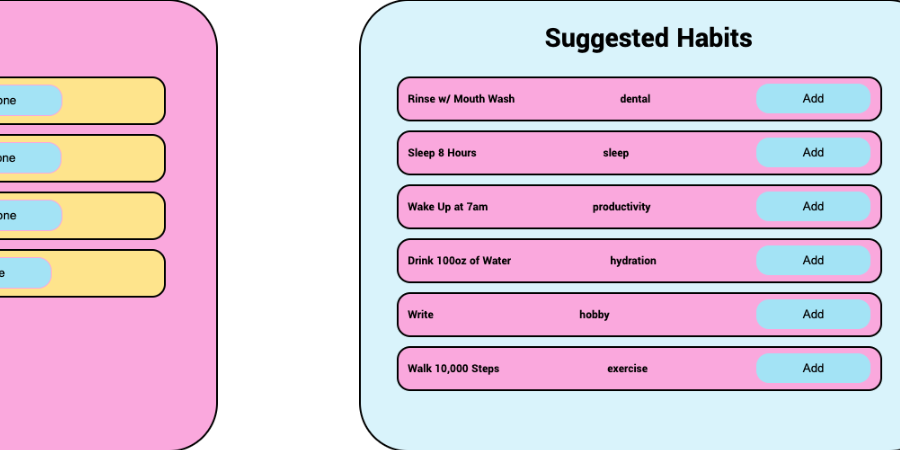 one
one
one
e
Suggested Habits
Rinse w/ Mouth Wash dental Add
Sleep 8 Hours sleep Add
Wake Up at 7am productivity Add
Drink 100oz of Water hydration Add
Write hobby Add
Walk 10,000 Steps exercise Add